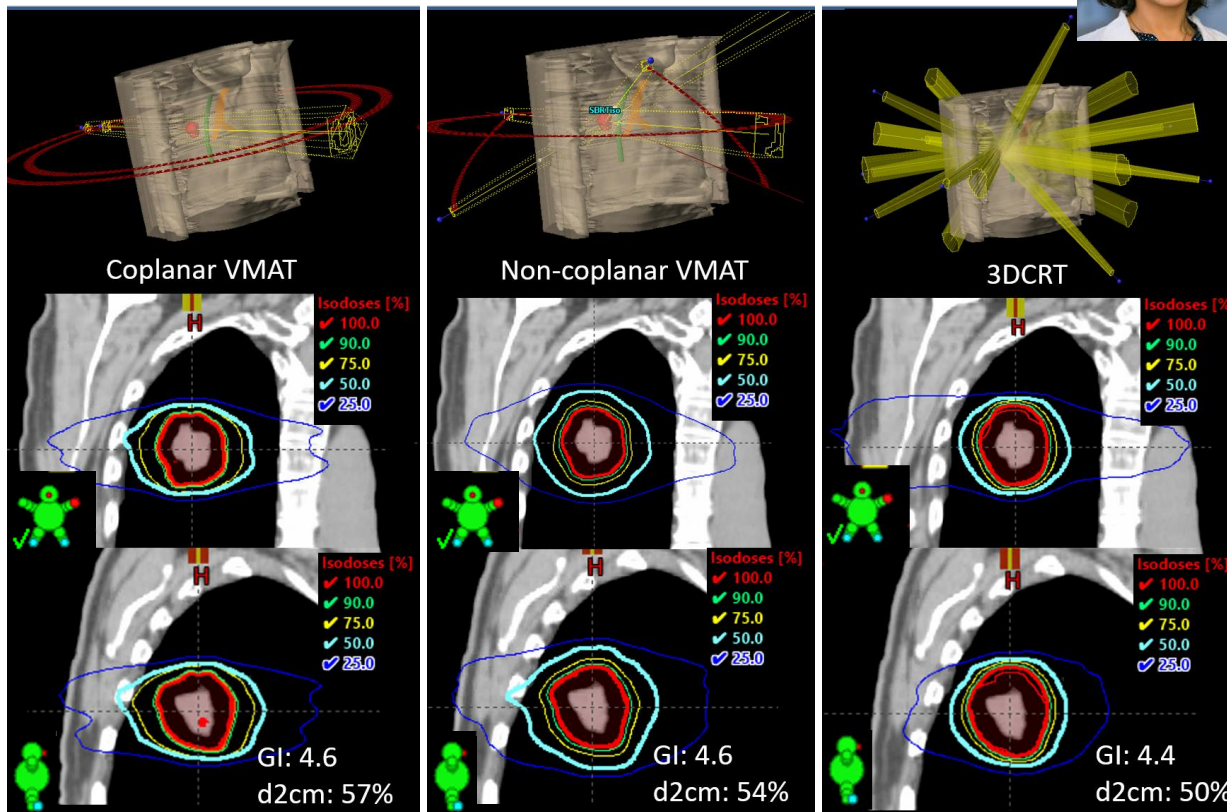 SBRT iso
Coplanar VMAT
Non-coplanar VMAT
3DCRT
H
Isodoses [%]
✓ 100.0
✓ 90.0
✓ 75.0
✓ 50.0
✓ 25.0
H
Isodoses [%]
✓ 100.0
✓ 90.0
✓ 75.0
✓ 50.0
✓ 25.0
H
Isodoses [%]
✓ 100.0
✓ 90.0
✓ 75.0
✓ 50.0
✓ 25.0
H
Isodoses [%]
✓ 100.0
✓ 90.0
✓ 75.0
✓ 50.0
✓ 25.0
GI: 4.6
d2cm: 57%
H
Isodoses [%]
✓ 100.0
✓ 90.0
✓ 75.0
✓ 50.0
✓ 25.0
GI: 4.6
d2cm: 54%
H
Isodoses [%]
✓ 100.0
✓ 90.0
✓ 75.0
✓ 50.0
✓ 25.0
GI: 4.4
d2cm: 50%